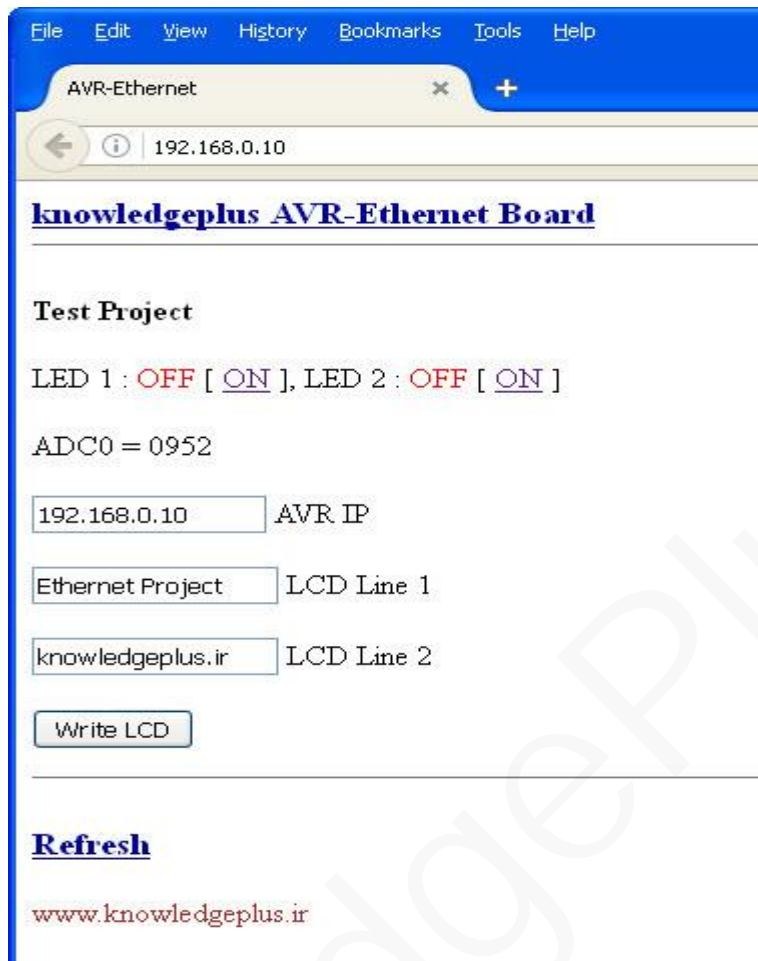 File Edit View History Bookmarks Tools Help
AVR-Ethernet
192.168.0.10
knowledgeplus AVR-Ethernet Board
Test Project
LED 1 : OFF [ ON ], LED 2 : OFF [ ON ]
ADC0 = 0952
192.168.0.10 AVR IP
Ethernet Project LCD Line 1
knowledgeplus.ir LCD Line 2
Write LCD
Refresh
www.knowledgeplus.ir